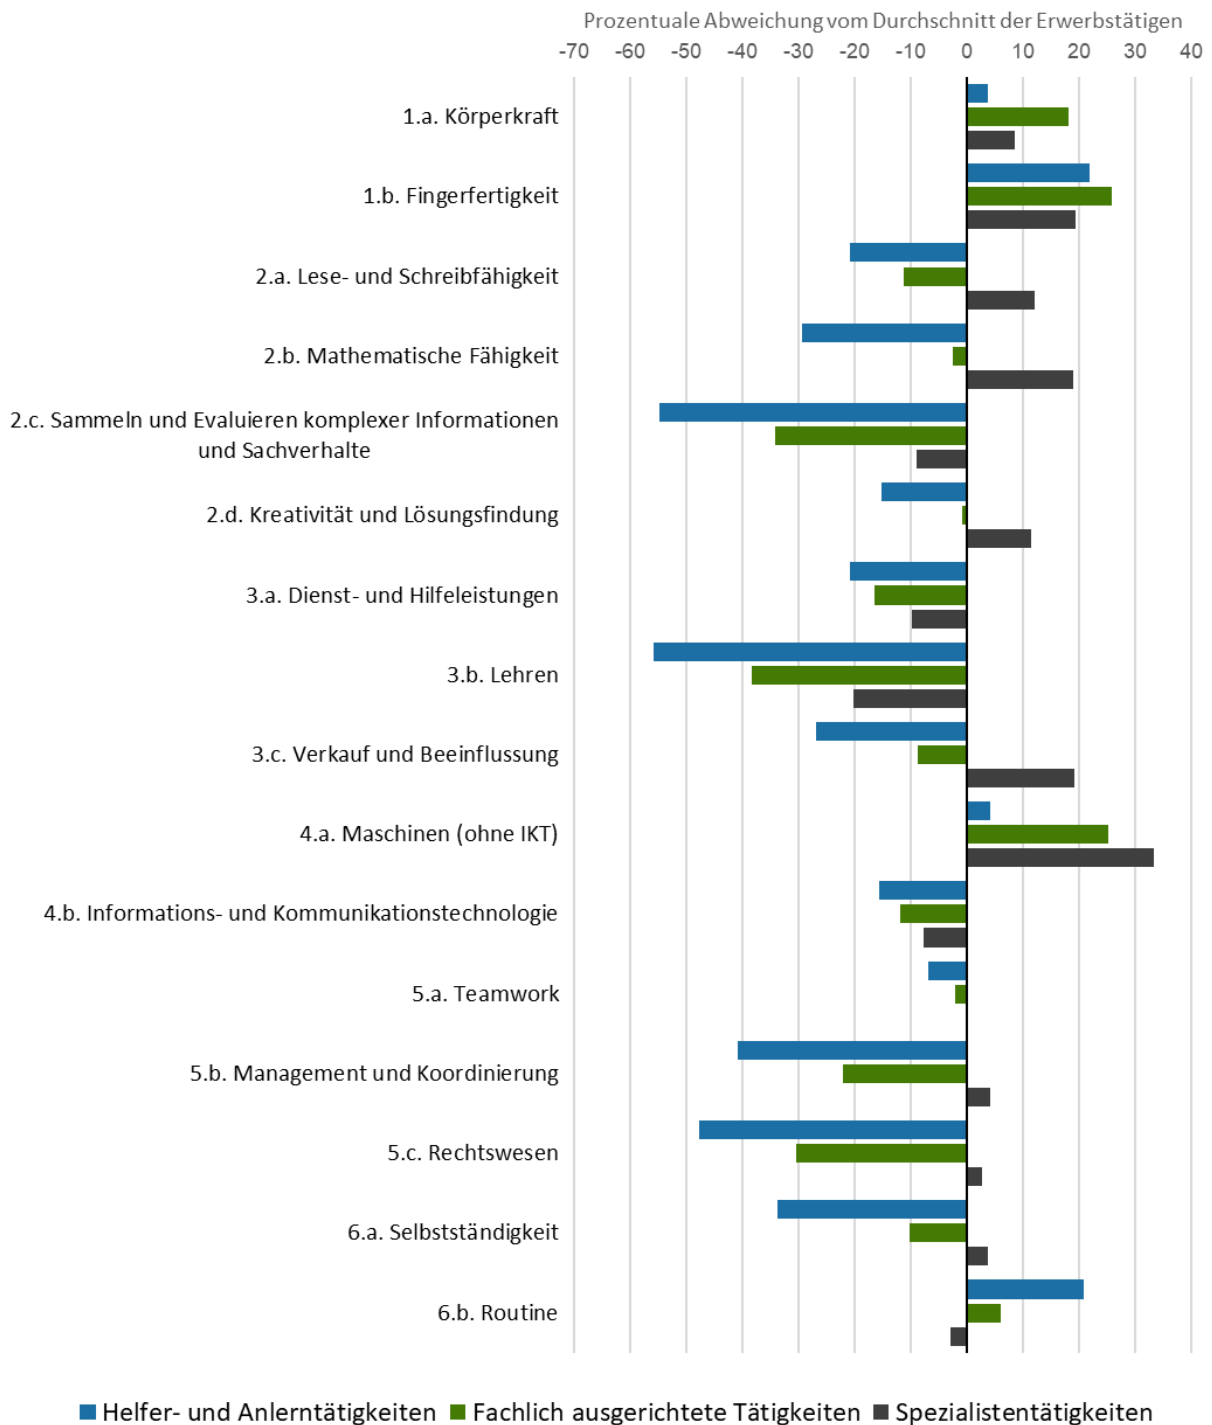 Prozentuale Abweichung vom Durchschnitt der Erwerbstätigen
-70 -60 -50 -40 -30 -20 -10 0 10 20 30 40
1.a. Körperkraft
1.b. Fingerfertigkeit
2.a. Lese- und Schreibfähigkeit
2.b. Mathematische Fähigkeit
2.c. Sammeln und Evaluieren komplexer Informationen
und Sachverhalte
2.d. Kreativität und Lösungsfindung
3.a. Dienst- und Hilfeleistungen
3.b. Lehren
3.c. Verkauf und Beeinflussung
4.a. Maschinen (ohne IKT)
4.b. Informations- und Kommunikationstechnologie
5.a. Teamwork
5.b. Management und Koordinierung
5.c. Rechtswesen
6.a. Selbstständigkeit
6.b. Routine
Helfer- und Anlerntätigkeiten Fachlich ausgerichtete Tätigkeiten Spezialistentätigkeiten